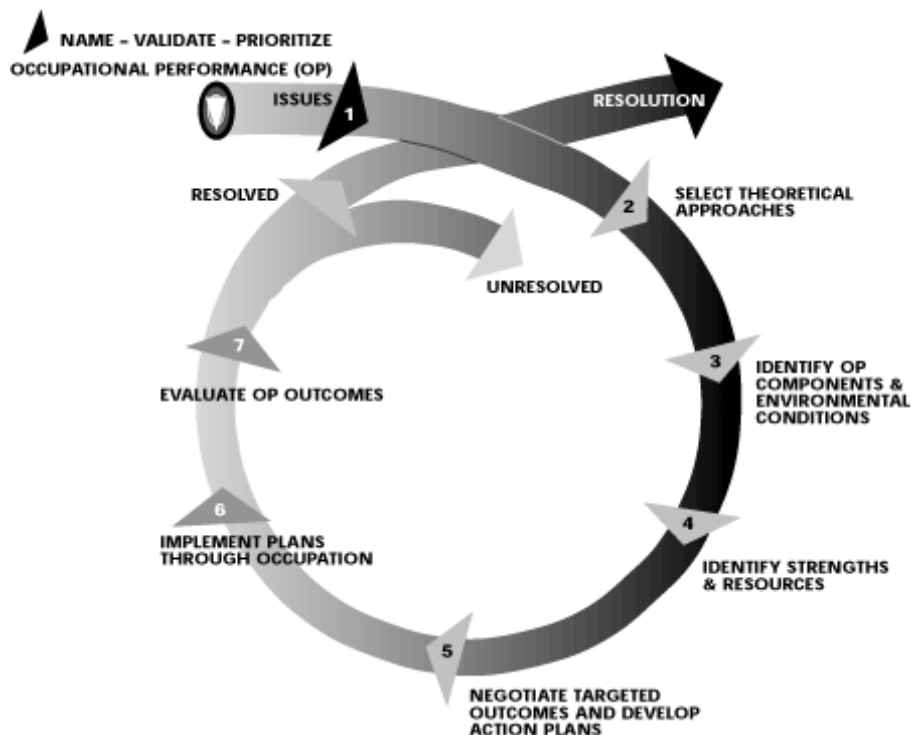 NAME – VALIDATE – PRIORITIZE
OCCUPATIONAL PERFORMANCE (OP)
ISSUES
1
RESOLUTION
RESOLVED
2
SELECT THEORETICAL
APPROACHES
UNRESOLVED
7
3
IDENTIFY OP
COMPONENTS &
ENVIRONMENTAL
CONDITIONS
EVALUATE OP OUTCOMES
6
4
IMPLEMENT PLANS
THROUGH OCCUPATION
IDENTIFY STRENGTHS
& RESOURCES
5
NEGOTIATE TARGETED
OUTCOMES AND DEVELOP
ACTION PLANS